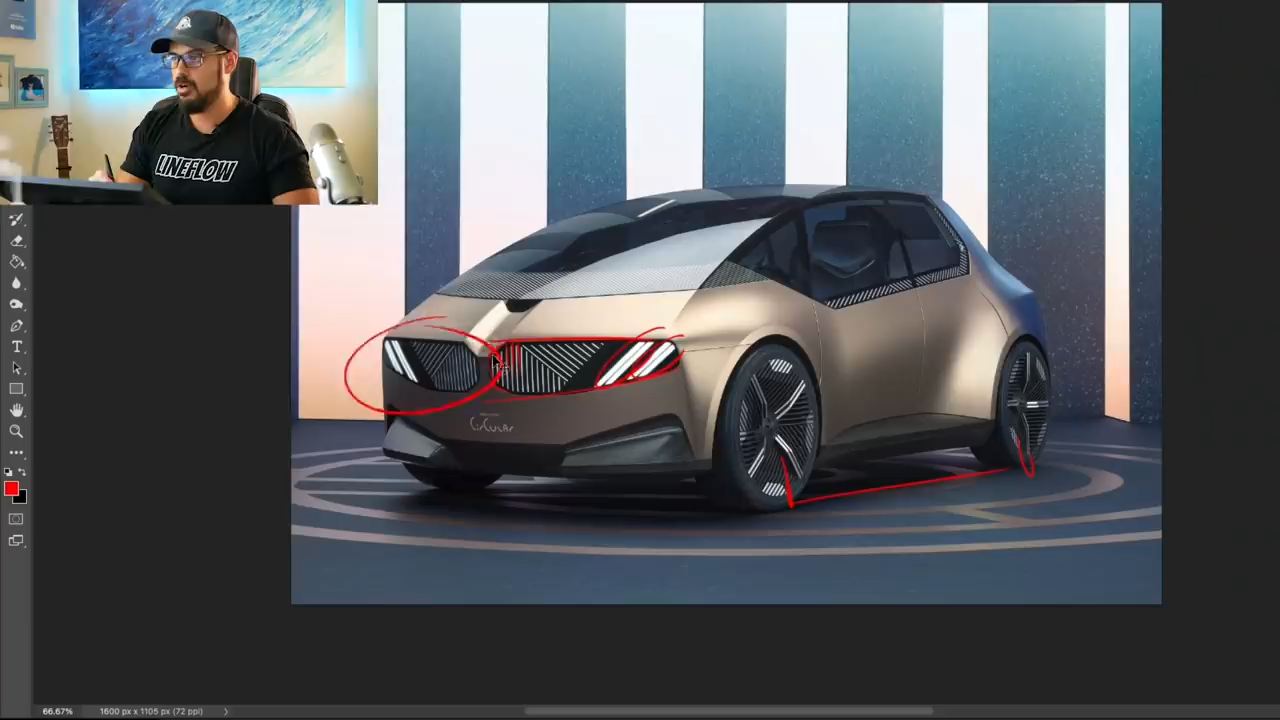 LINEFLOW
T
CirCular
66.67%
1600 px x 1105 px (72 ppi)